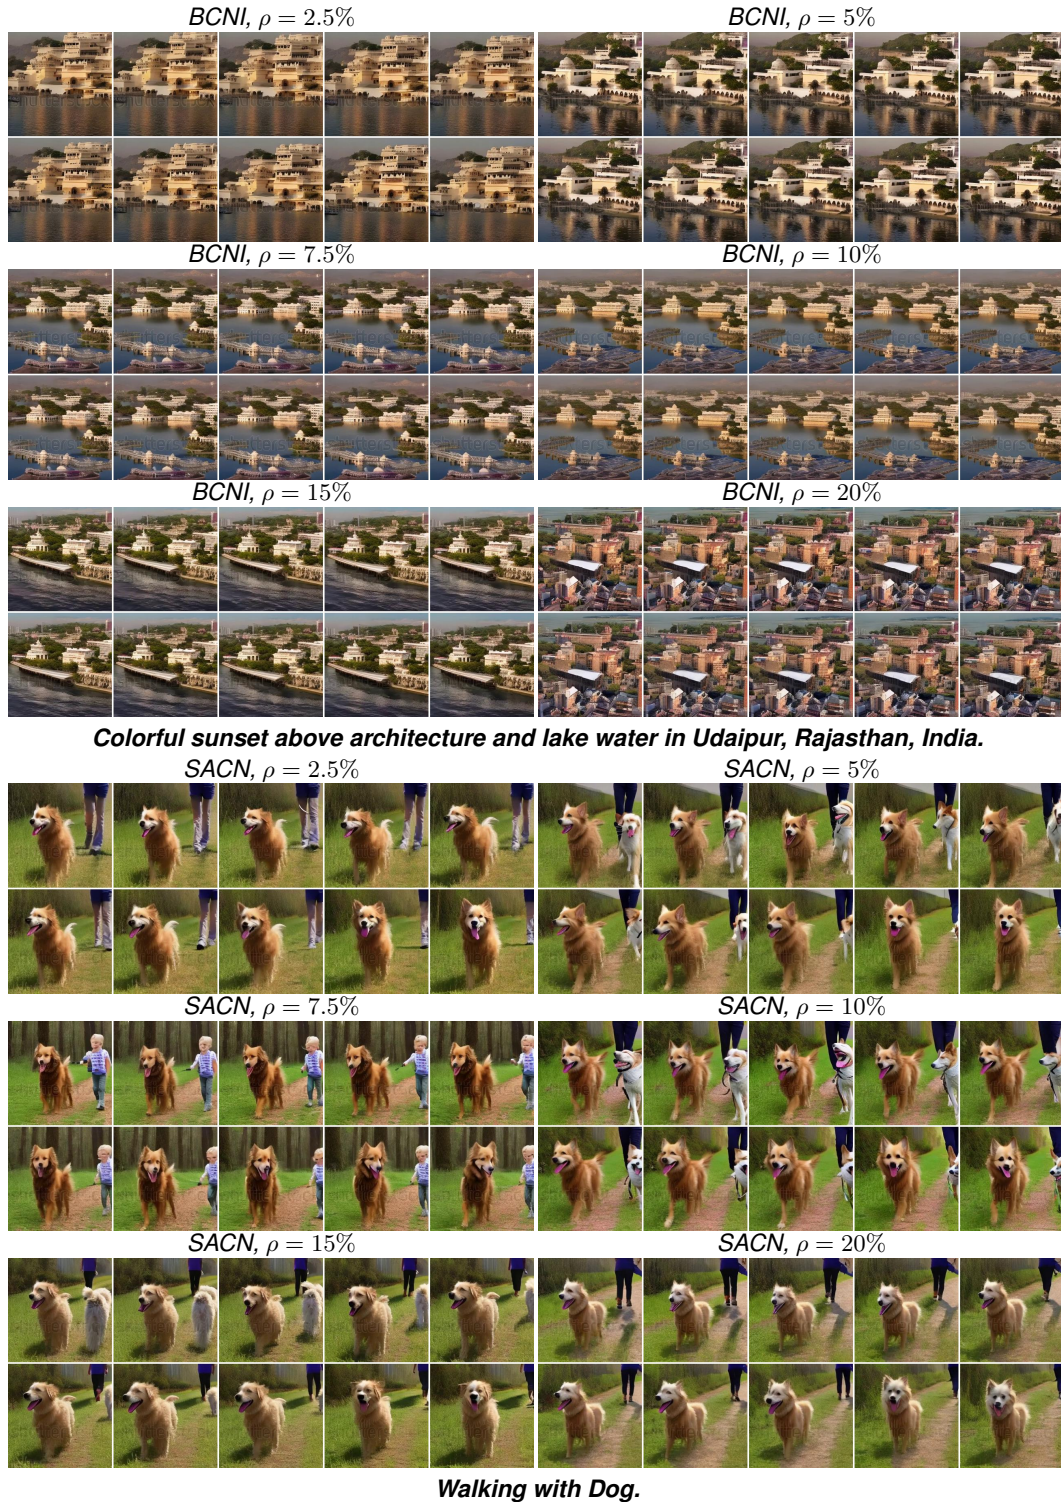 BCNI, ρ = 2.5% BCNI, ρ = 5%
BCNI, ρ = 7.5% BCNI, ρ = 10%
BCNI, ρ = 15% BCNI, ρ = 20%
Colorful sunset above architecture and lake water in Udaipur, Rajasthan, India.
SACN, ρ = 2.5% SACN, ρ = 5%
SACN, ρ = 7.5% SACN, ρ = 10%
SACN, ρ = 15% SACN, ρ = 20%
Walking with Dog.